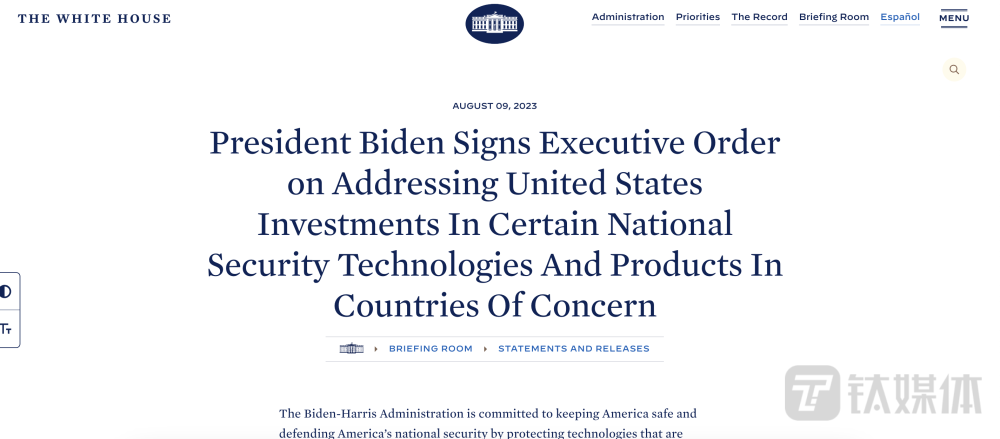 THE WHITE HOUSE
Administration Priorities The Record Briefing Room Español MENU
AUGUST 09, 2023
President Biden Signs Executive Order
on Addressing United States
Investments In Certain National
Security Technologies And Products In
Countries Of Concern
BRIEFING ROOM STATEMENTS AND RELEASES
The Biden-Harris Administration is committed to keeping America safe and
defending America's national security by protecting technologies that are
TT
钛媒体